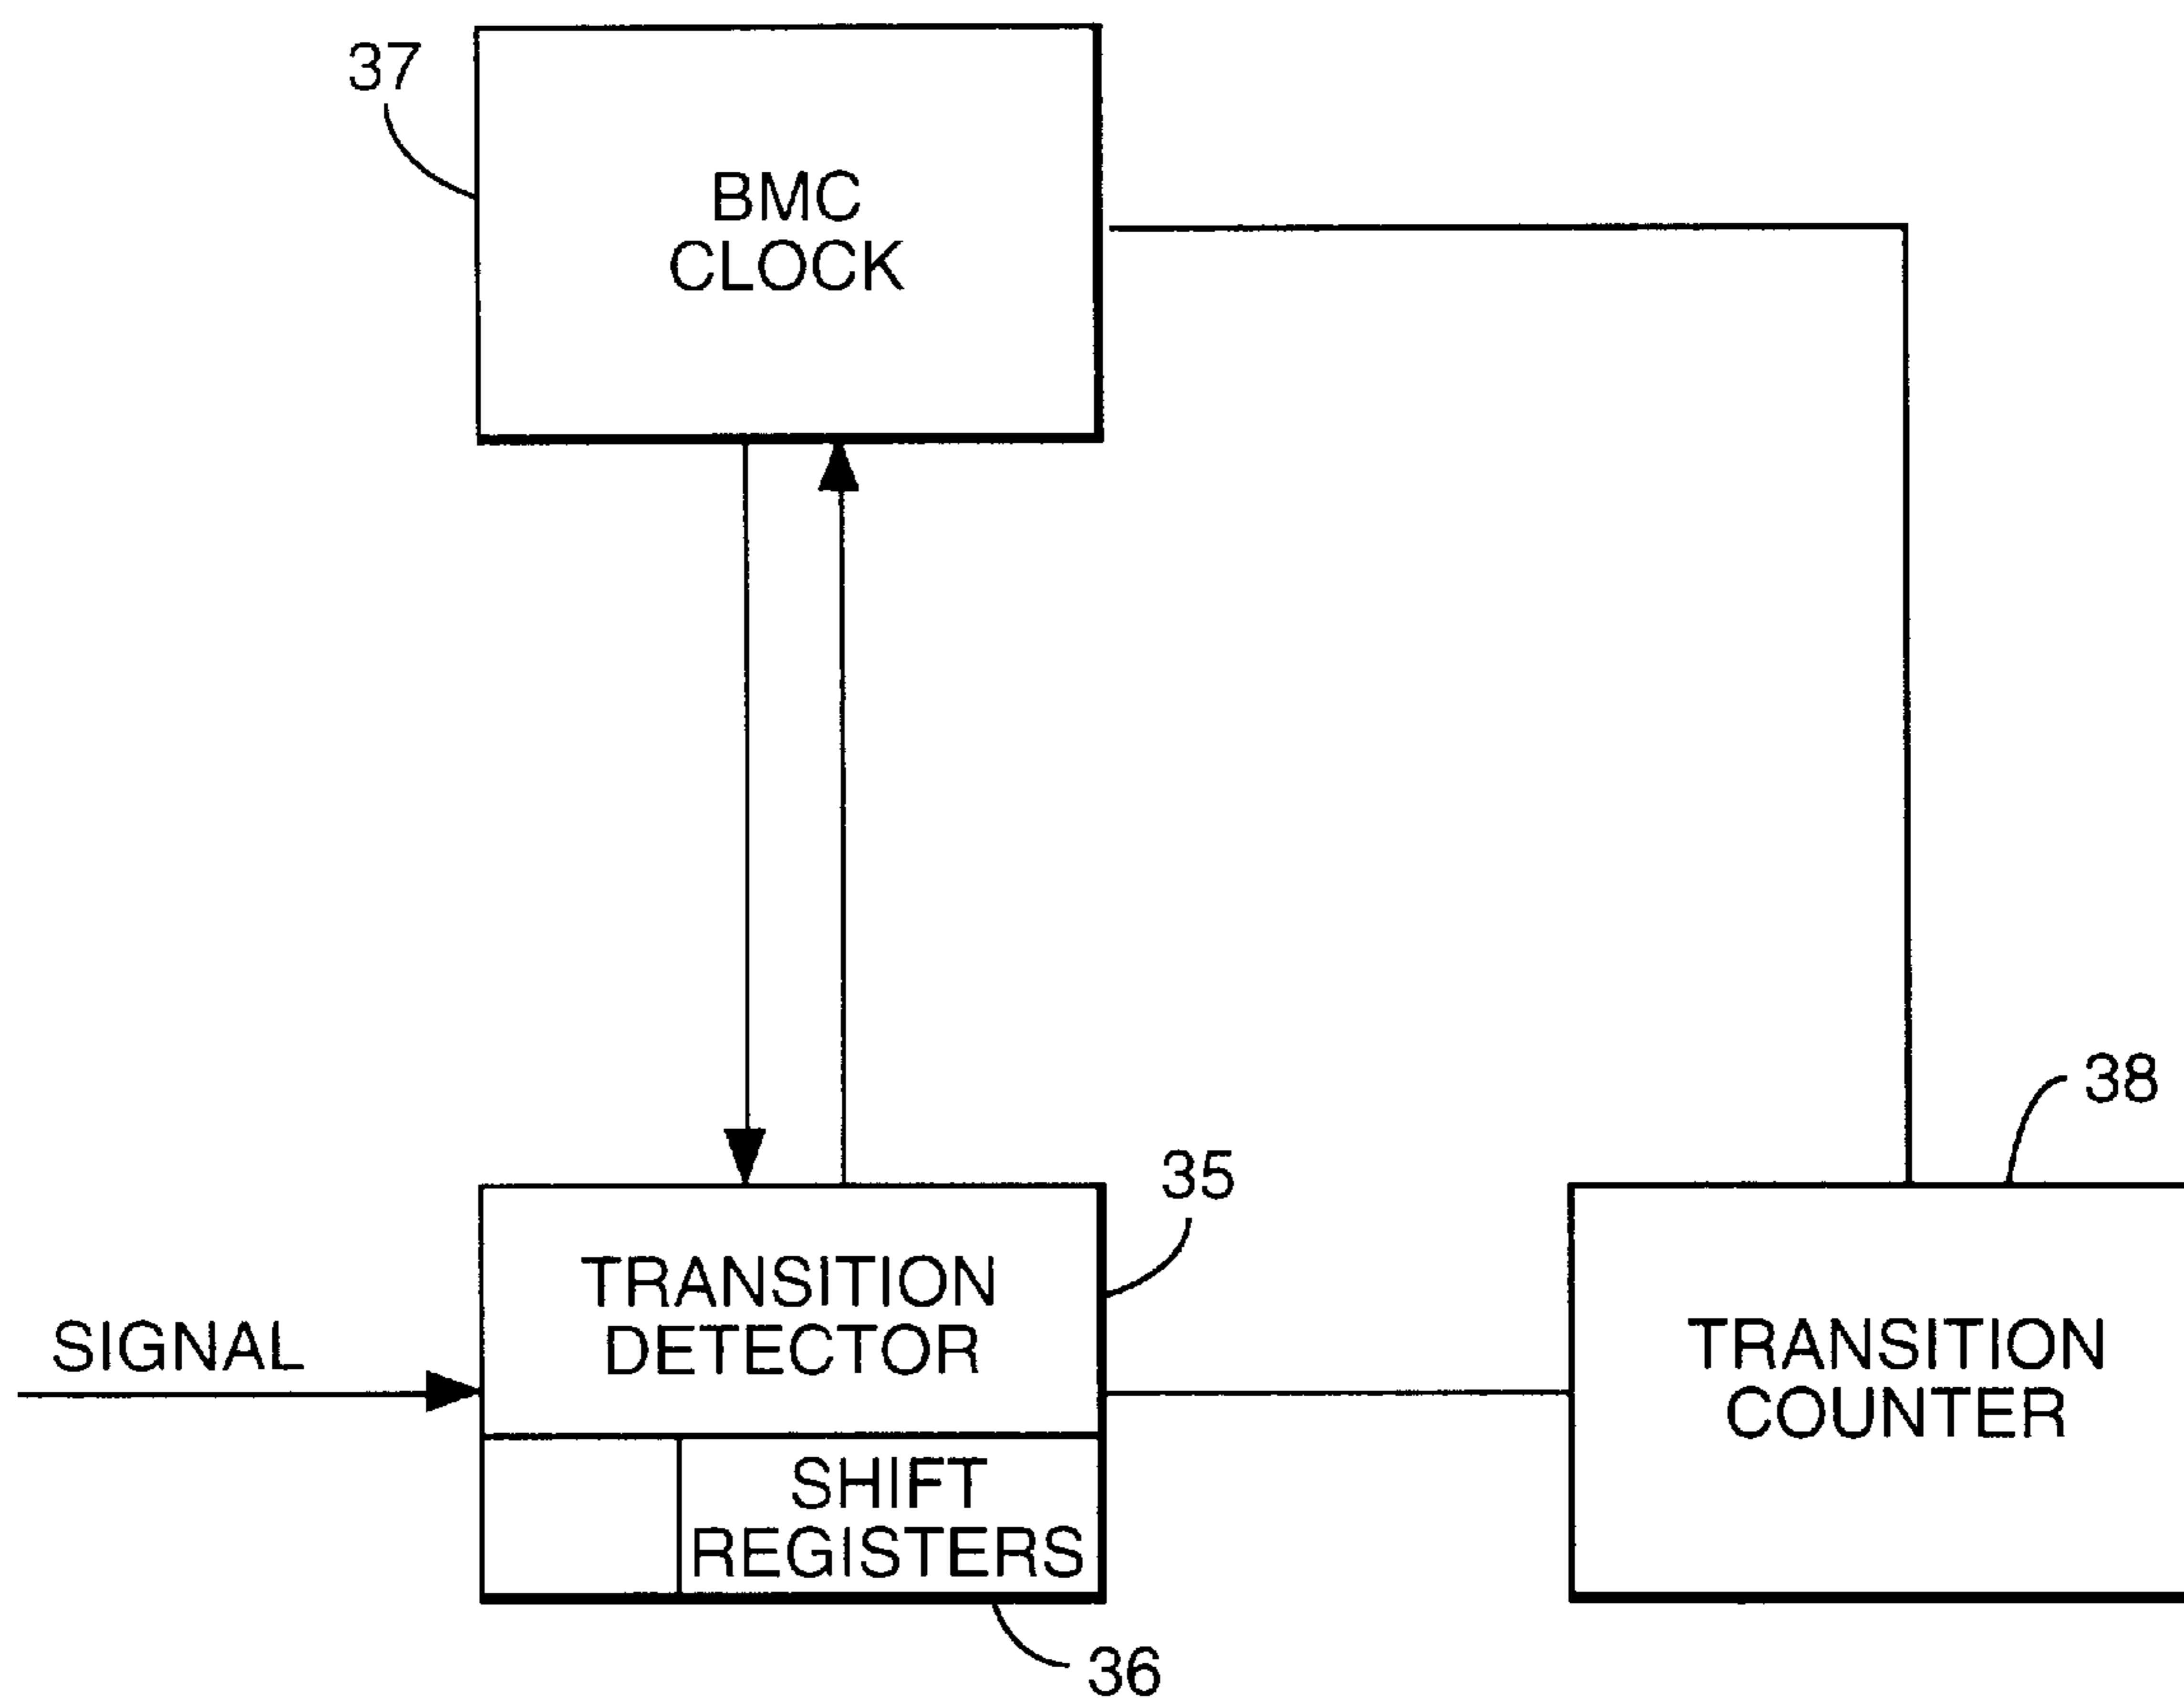 37
BMC
CLOCK
38
35
TRANSITION
DETECTOR
SIGNAL
TRANSITION
COUNTER
SHIFT
REGISTERS
36